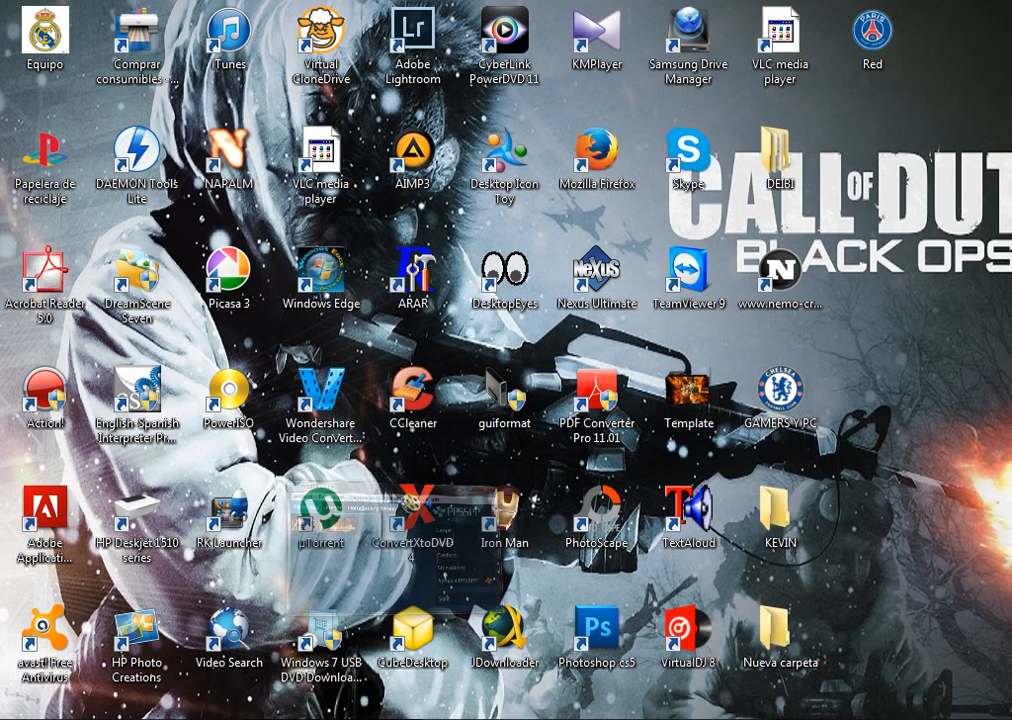 Equipo
Comprar
consumibles -...
iTunes
Virtual
CloneDrive
Lr
Adobe
Lightroom
CyberLink
PowerDVD 11
KMPlayer
Samsung Drive
Manager
VLC media
player
PARIS
Red
Papelera de
reciclaje
DAEMON Tools
Lite
NAPALM
VLC media
player
AIMP3
Desktop Icon
Toy
Mozilla Firefox
S
Skype
DEIBI
CALL OF DUT
BLACK OPS
Acrobat Reader
5.0
DreamScene
Seven
Picasa 3
Windows Edge
ARAR
DesktopEyes
NeXuS
Nexus Ultimate
TeamViewer 9
N
www.nemo-cr...
Action!
English-Spanish
Interpreter Pr...
PowerISO
Wondershare
Video Convert...
CCleaner
guiformat
PDF Converter
Pro 11.01
Template
CHELSEA
GAMERS Y PC
Adobe
Applicati...
HP Deskjet 1510
series
RK Launcher
µTorrent
ConvertXtoDVD
4
Iron Man
PhotoScape
T
TextAloud
KEVIN
avast! Free
Antivirus
HP Photo
Creations
Video Search
Windows 7 USB
DVD Downloa...
CubeDesktop
JDownloader
Ps
Photoshop cs5
VirtualDJ 8
Nueva carpeta